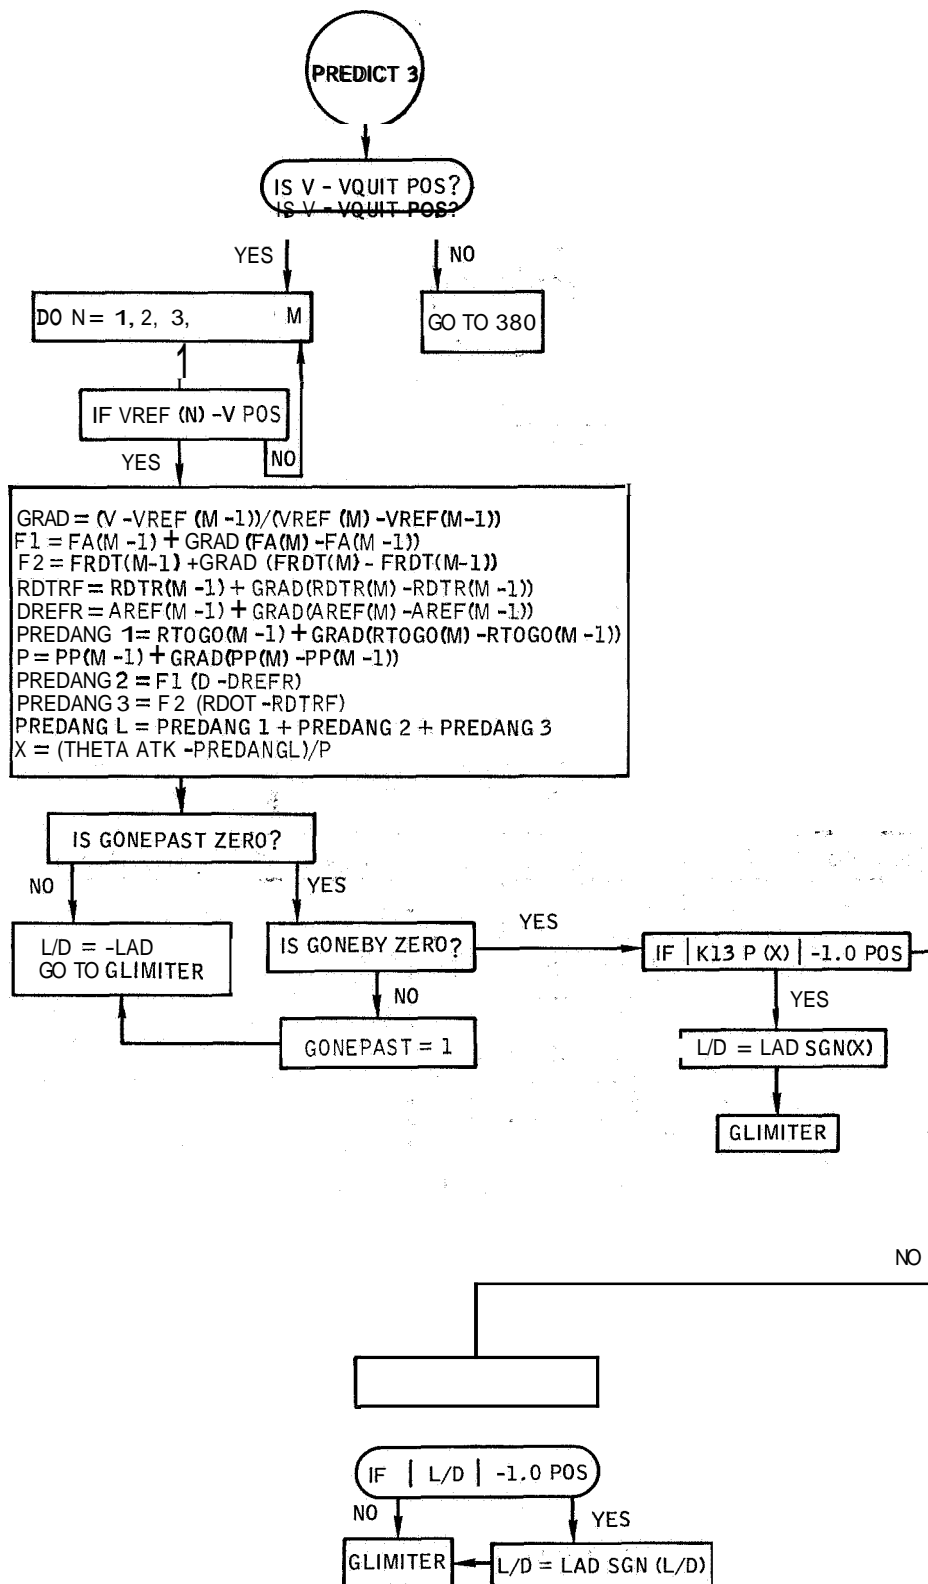 PREDICT 3
IS V - VQUIT POS?
IS V - VQUIT POS?
YES
NO
DO N = 1, 2, 3, M
GO TO 380
1
IF VREF (N) -V POS
YES
NO
GRAD = (V -VREF (M -1))/(VREF (M) -VREF(M-1))
F1 = FA(M -1) + GRAD (FA(M) -FA(M -1))
F2 = FRDT(M-1) +GRAD (FRDT(M) - FRDT(M-1))
RDTRF = RDTR(M -1) + GRAD(RDTR(M) -RDTR(M -1))
DREFR = AREF(M -1) + GRAD(AREF(M) -AREF(M -1))
PREDANG 1= RTOGO(M -1) + GRAD(RTOGO(M) -RTOGO(M -1))
P = PP(M -1) + GRAD(PP(M) -PP(M -1))
PREDANG 2 = F1 (D -DREFR)
PREDANG 3 = F2 (RDOT -RDTRF)
PREDANG L = PREDANG 1 + PREDANG 2 + PREDANG 3
X = (THETA ATK -PREDANGL)/P
IS GONEPAST ZERO?
NO
YES
L/D = -LAD
GO TO GLIMITER
IS GONEBY ZERO?
YES
IF | K13 P (X) | -1.0 POS
NO
YES
GONEPAST = 1
L/D = LAD SGN(X)
GLIMITER
NO
IF | L/D | -1.0 POS
NO
YES
GLIMITER
L/D = LAD SGN (L/D)